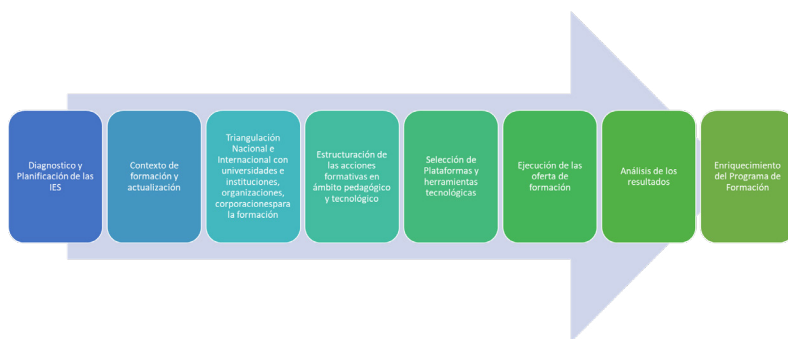 Diagnostico y
Planificación de las
IES
Contexto de
formación y
actualización
Triangulación
Nacional e
Internacional con
universidades e
instituciones,
organizaciones,
corporacionespara
la formación
Estructuración de
las acciones
formativas en
ámbito pedagógico y
tecnológico
Selección de
Plataformas y
herramientas
tecnológicas
Ejecución de las
oferta de
formación
Análisis de los
resultados
Enriquecimiento
del Programa de
Formación